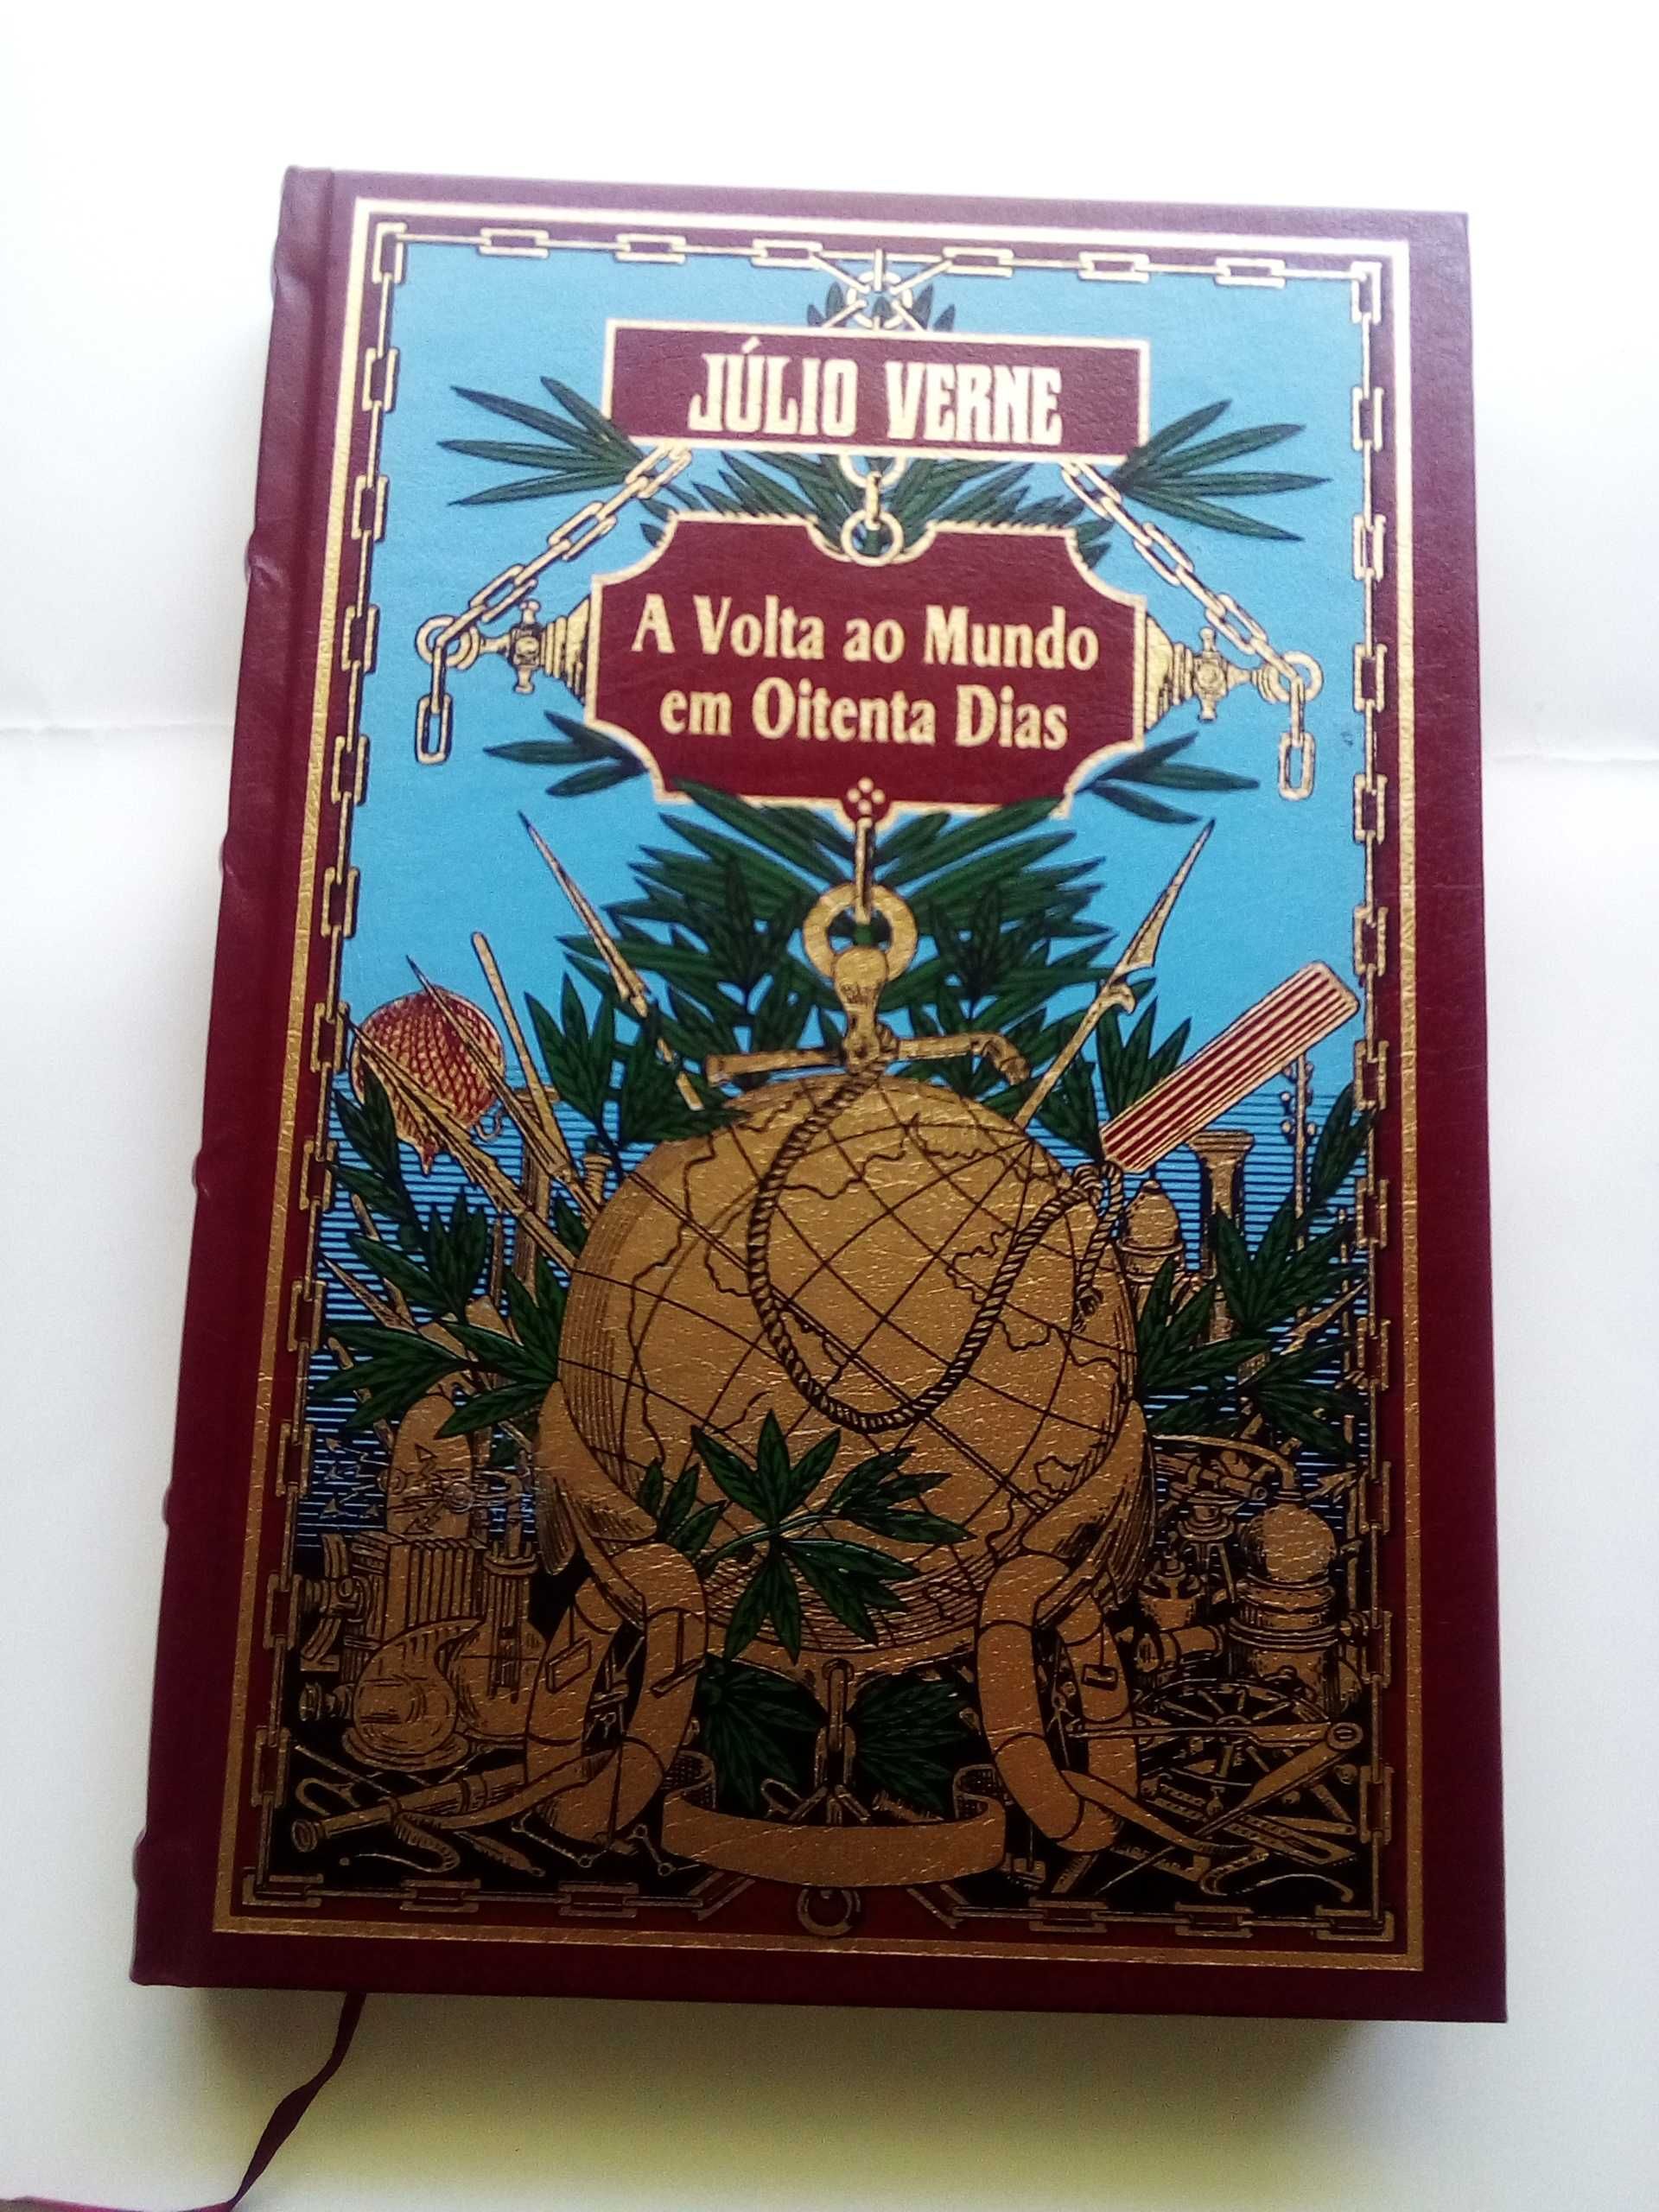 JÚLIO VERNE
A Volta ao Mundo
em Oitenta Dias